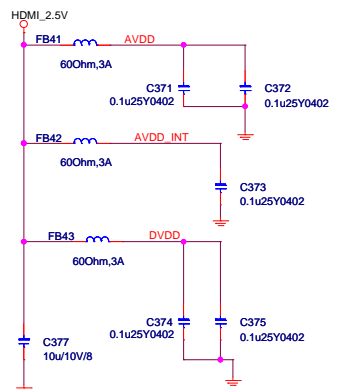 HDMI_2.5V
FB41
AVDD
60Ohm,3A
C371
0.1u25Y0402
C372
0.1u25Y0402
FB42
AVDD_INT
60Ohm,3A
C373
0.1u25Y0402
FB43
DVDD
60Ohm,3A
C374
0.1u25Y0402
C375
0.1u25Y0402
C377
10u/10V/8